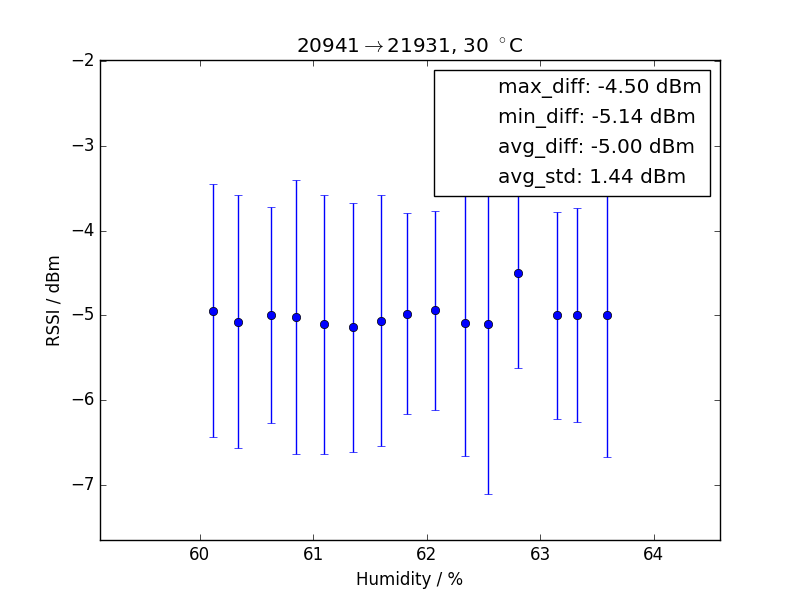 20941→21931, 30 °C
max_diff: -4.50 dBm
min_diff: -5.14 dBm
avg_diff: -5.00 dBm
avg_std: 1.44 dBm
RSSI / dBm
−2
−3
−4
−5
−6
−7
60 61 62 63 64
Humidity / %